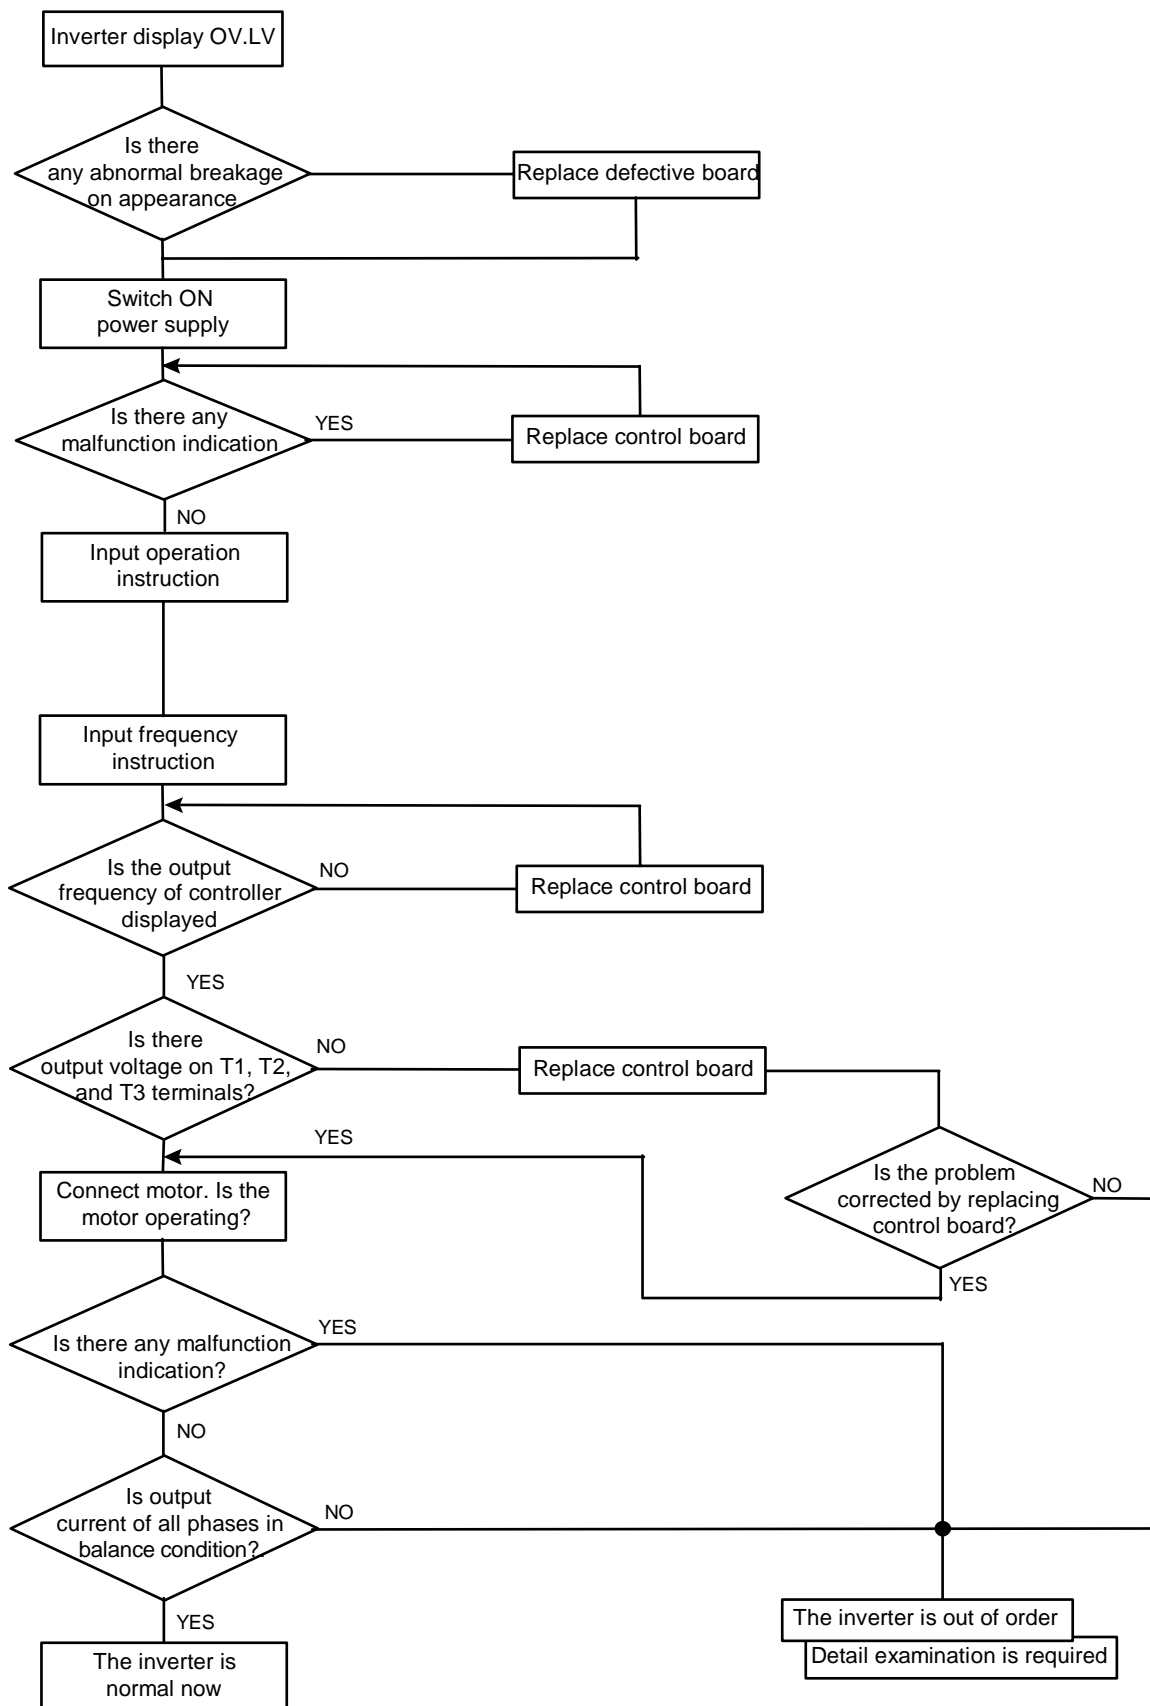 Inverter display OV.LV
Is there
any abnormal breakage
on appearance
Replace defective board
Switch ON
power supply
Is there any
malfunction indication
YES
Replace control board
NO
Input operation
instruction
Input frequency
instruction
Is the output
frequency of controller
displayed
NO
Replace control board
YES
Is there
output voltage on T1, T2,
and T3 terminals?
NO
Replace control board
YES
Is the problem
corrected by replacing
control board?
NO
YES
Connect motor. Is the
motor operating?
Is there any malfunction
indication?
YES
NO
Is output
current of all phases in
balance condition?.
NO
YES
The inverter is out of order
Detail examination is required
The inverter is
normal now